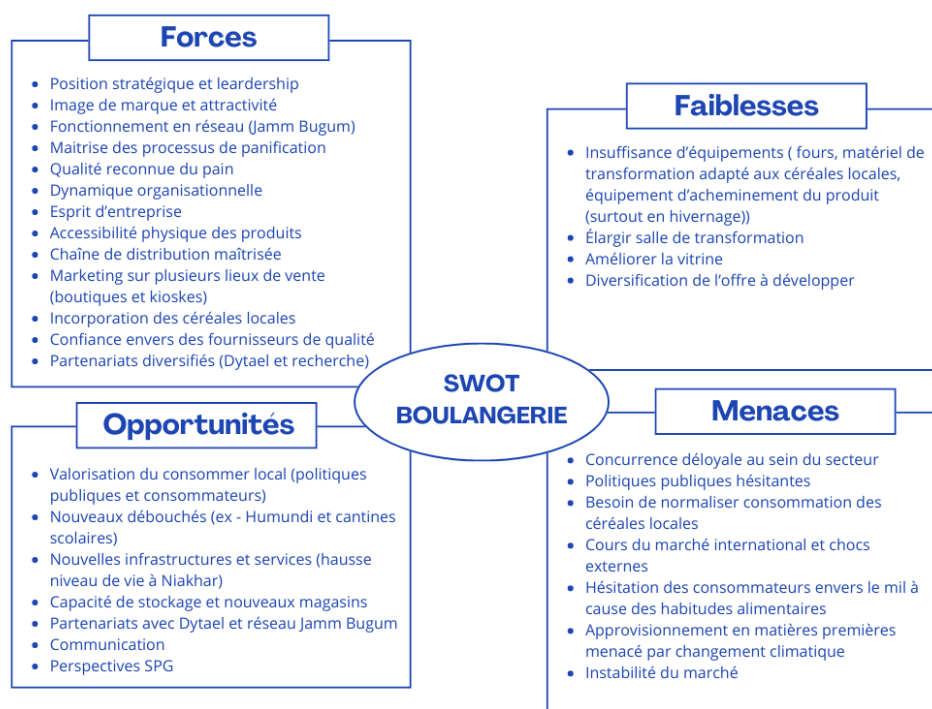 Forces
Position stratégique et leardership
Image de marque et attractivité
Fonctionnement en réseau (Jamm Bugum)
Maitrise des processus de panification
Qualité reconnue du pain
Dynamique organisationnelle
Esprit d'entreprise
Accessibilité physique des produits
Chaîne de distribution maîtrisée
Marketing sur plusieurs lieux de vente
(boutiques et kioskes)
Incorporation des céréales locales
Confiance envers des fournisseurs de qualité
Partenariats diversifiés (Dytael et recherche)
Faiblesses
Insuffisance d'équipements ( fours, matériel de
transformation adapté aux céréales locales,
équipement d'acheminement du produit
(surtout en hivernage))
Élargir salle de transformation
Améliorer la vitrine
Diversification de l'offre à développer
SWOT
BOULANGERIE
Opportunités
Valorisation du consommer local (politiques
publiques et consommateurs)
Nouveaux débouchés (ex - Humundi et cantines
scolaires)
Nouvelles infrastructures et services (hausse
niveau de vie à Niakhar)
Capacité de stockage et nouveaux magasins
Partenariats avec Dytael et réseau Jamm Bugum
Communication
Perspectives SPG
Menaces
Concurrence déloyale au sein du secteur
Politiques publiques hésitantes
Besoin de normaliser consommation des
céréales locales
Cours du marché international et chocs
externes
Hésitation des consommateurs envers le mil à
cause des habitudes alimentaires
Approvisionnement en matières premières
menacé par changement climatique
Instabilité du marché